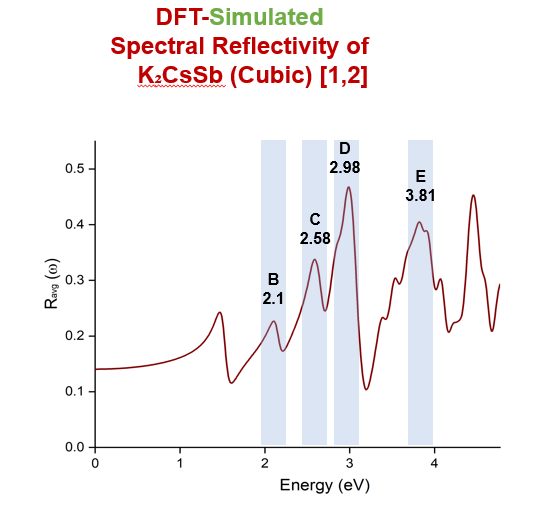 DFT-Simulated
Spectral Reflectivity of
K₂CsSb (Cubic) [1,2]
D
2.98
E
3.81
C
2.58
B
2.1
0.5
0.4
0.3
0.2
0.1
0.0
Ravg (ω)
0 1 2 3 4
Energy (eV)